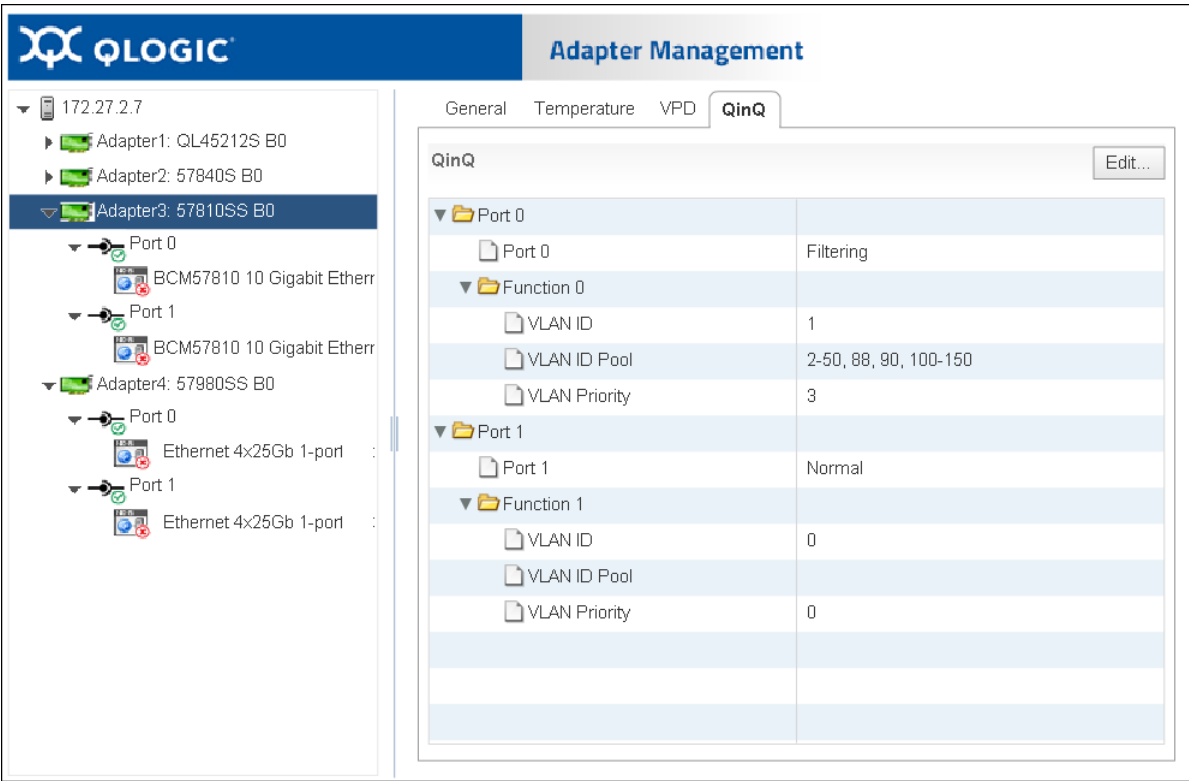 QLOGIC
Adapter Management
172.27.2.7
Adapter1: QL45212S B0
Adapter2: 57840S B0
Adapter3: 57810SS B0
Port 0
BCM57810 10 Gigabit Etherr
Port 1
BCM57810 10 Gigabit Etherr
Adapter4: 57980SS B0
Port 0
Ethernet 4x25Gb 1-port :
Port 1
Ethernet 4x25Gb 1-port :
General Temperature VPD QinQ
QinQ Edit...
Port 0
Port 0 Filtering
Function 0
VLAN ID 1
VLAN ID Pool 2-50, 88, 90, 100-150
VLAN Priority 3
Port 1
Port 1 Normal
Function 1
VLAN ID 0
VLAN ID Pool
VLAN Priority 0